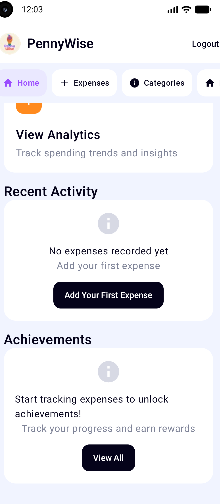 12:03
PennyWise
Logout
Home
Expenses
Categories
View Analytics
Track spending trends and insights
Recent Activity
No expenses recorded yet
Add your first expense
Add Your First Expense
Achievements
Start tracking expenses to unlock
achievements!
Track your progress and earn rewards
View All